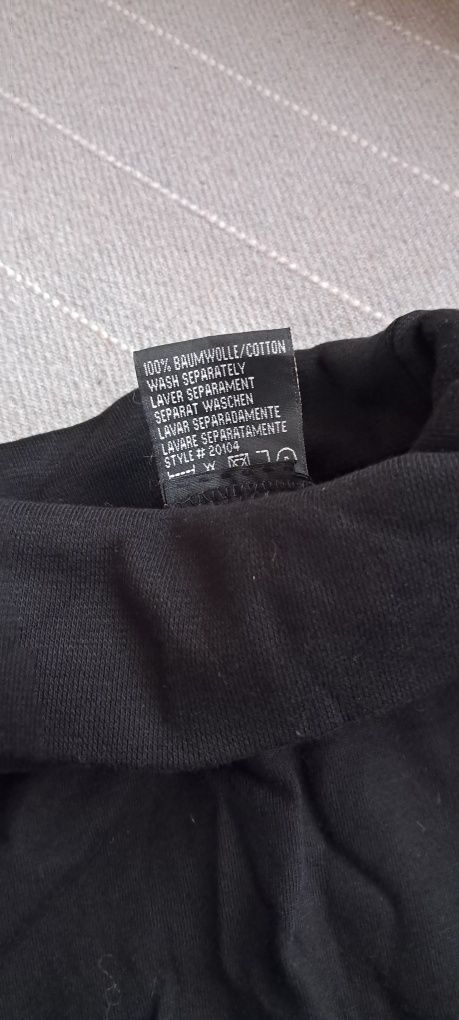 100% BAUMWOLLE/COTTON
WASH SEPARATELY
LAVER SEPARAMENT
SEPARAT WASCHEN
LAVAR SEPARADAMENTE
LAVARE SEPARATAMENTE
STYLE # 20104